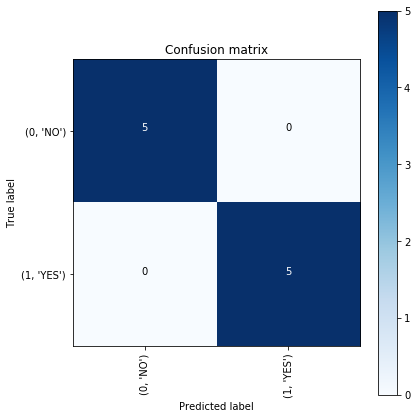 Confusion matrix
5
(0, 'NO')
5
0
4
3
True label
2
(1, 'YES')
0
5
1
0
(0, 'NO')
(1, 'YES')
Predicted label